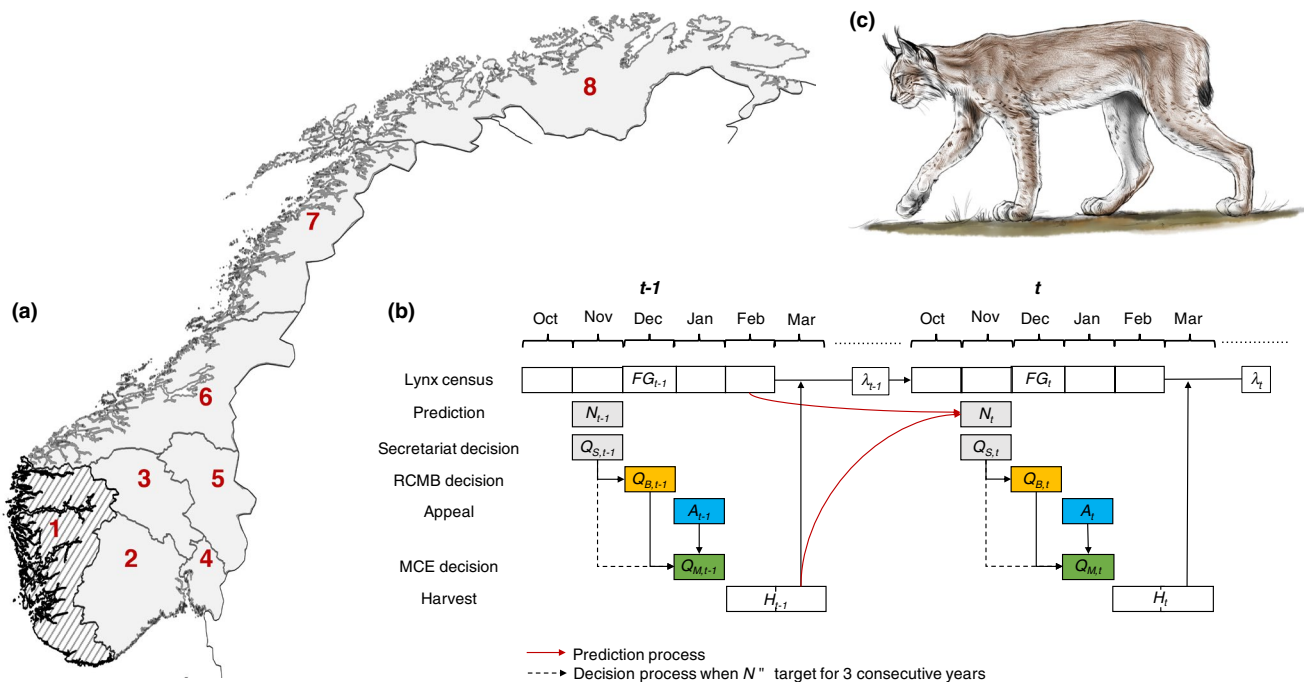 (a)
1
2
3
4
5
6
7
8
(c)
(b)
t-1 t
Oct Nov Dec Jan Feb Mar Oct Nov Dec Jan Feb Mar
Lynx census FGt-1 λt-1 FGt λt
Prediction Nt-1 Nt
Secretariat decision QS,t-1 QS,t
RCMB decision QB,t-1 QB,t
Appeal At-1 At
MCE decision QM,t-1 QM,t
Harvest Ht-1 Ht
Prediction process
Decision process when N " target for 3 consecutive years